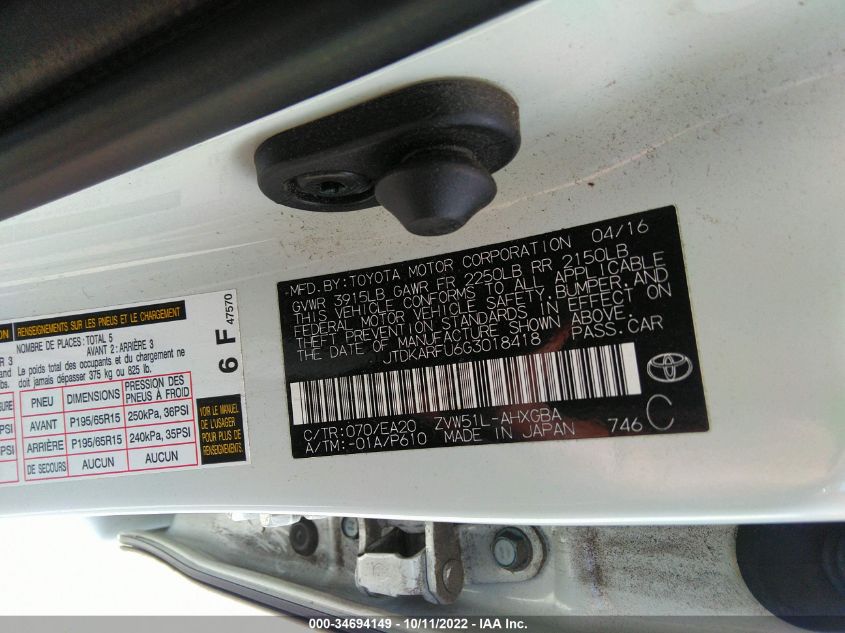 MFD. BY: TOYOTA MOTOR CORPORATION 04/16
GVWR 3915LB GAWR FR 2250LB RR 2150LB
THIS VEHICLE CONFORMS TO ALL APPLICABLE
FEDERAL MOTOR VEHICLE SAFETY, BUMPER, AND
THEFT PREVENTION STANDARDS IN EFFECT ON
THE DATE OF MANUFACTURE SHOWN ABOVE.
JTDKARFU6G3018418 PASS. CAR
C/TR: 070/EA20 ZVW51L-AHXGBA
A/TM: -01A/P610 MADE IN JAPAN 746 C
RENSEIGNEMENTS SUR LES PNEUS ET LE CHARGEMENT
NOMBRE DE PLACES: TOTAL 5
AVANT 2: ARRIÈRE 3
Le poids total des occupants et du chargement ne
doit jamais dépasser 375 kg ou 825 lb.
PNEU DIMENSIONS PRESSION DES PNEUS À FROID
AVANT P195/65R15 250kPa, 36PSI
ARRIÈRE P195/65R15 240kPa, 35PSI
DE SECOURS AUCUN AUCUN
VOIR LE MANUEL
DE L'USAGER
POUR PLUS DE
RENSEIGNEMENTS.
6 F 47570
000-34694149 - 10/11/2022 - IAA Inc.